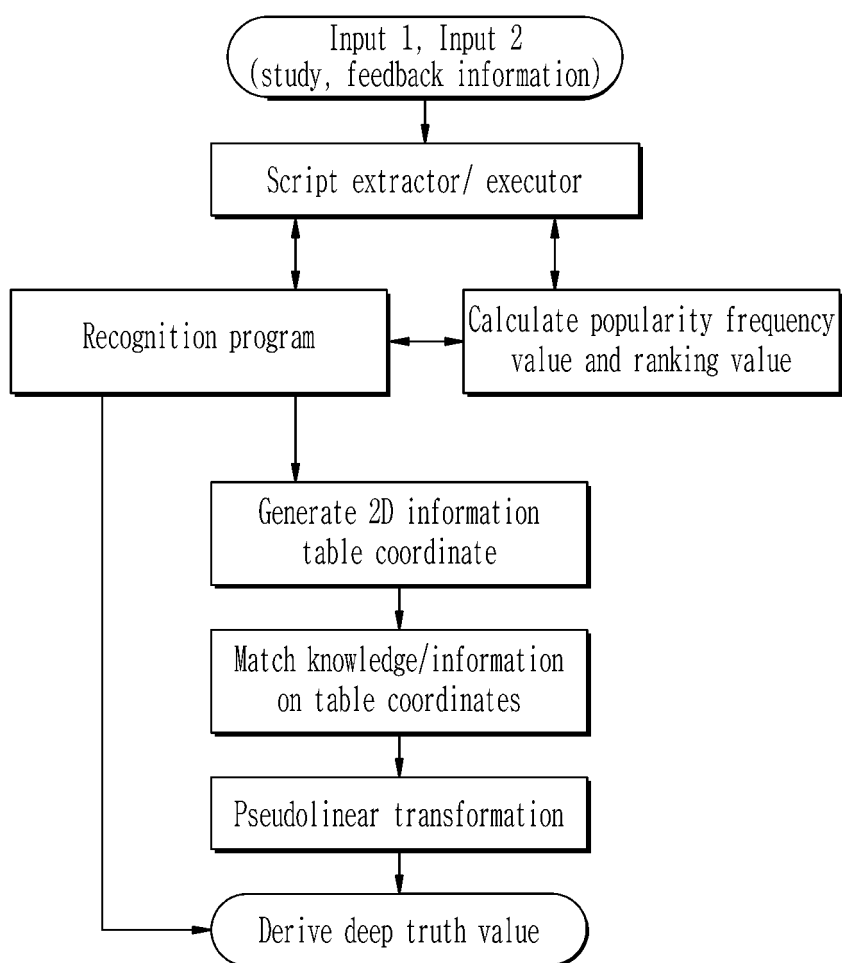 Input 1, Input 2
(study, feedback information)
Script extractor/ executor
Recognition program
Calculate popularity frequency
value and ranking value
Generate 2D information
table coordinate
Match knowledge/information
on table coordinates
Pseudolinear transformation
Derive deep truth value